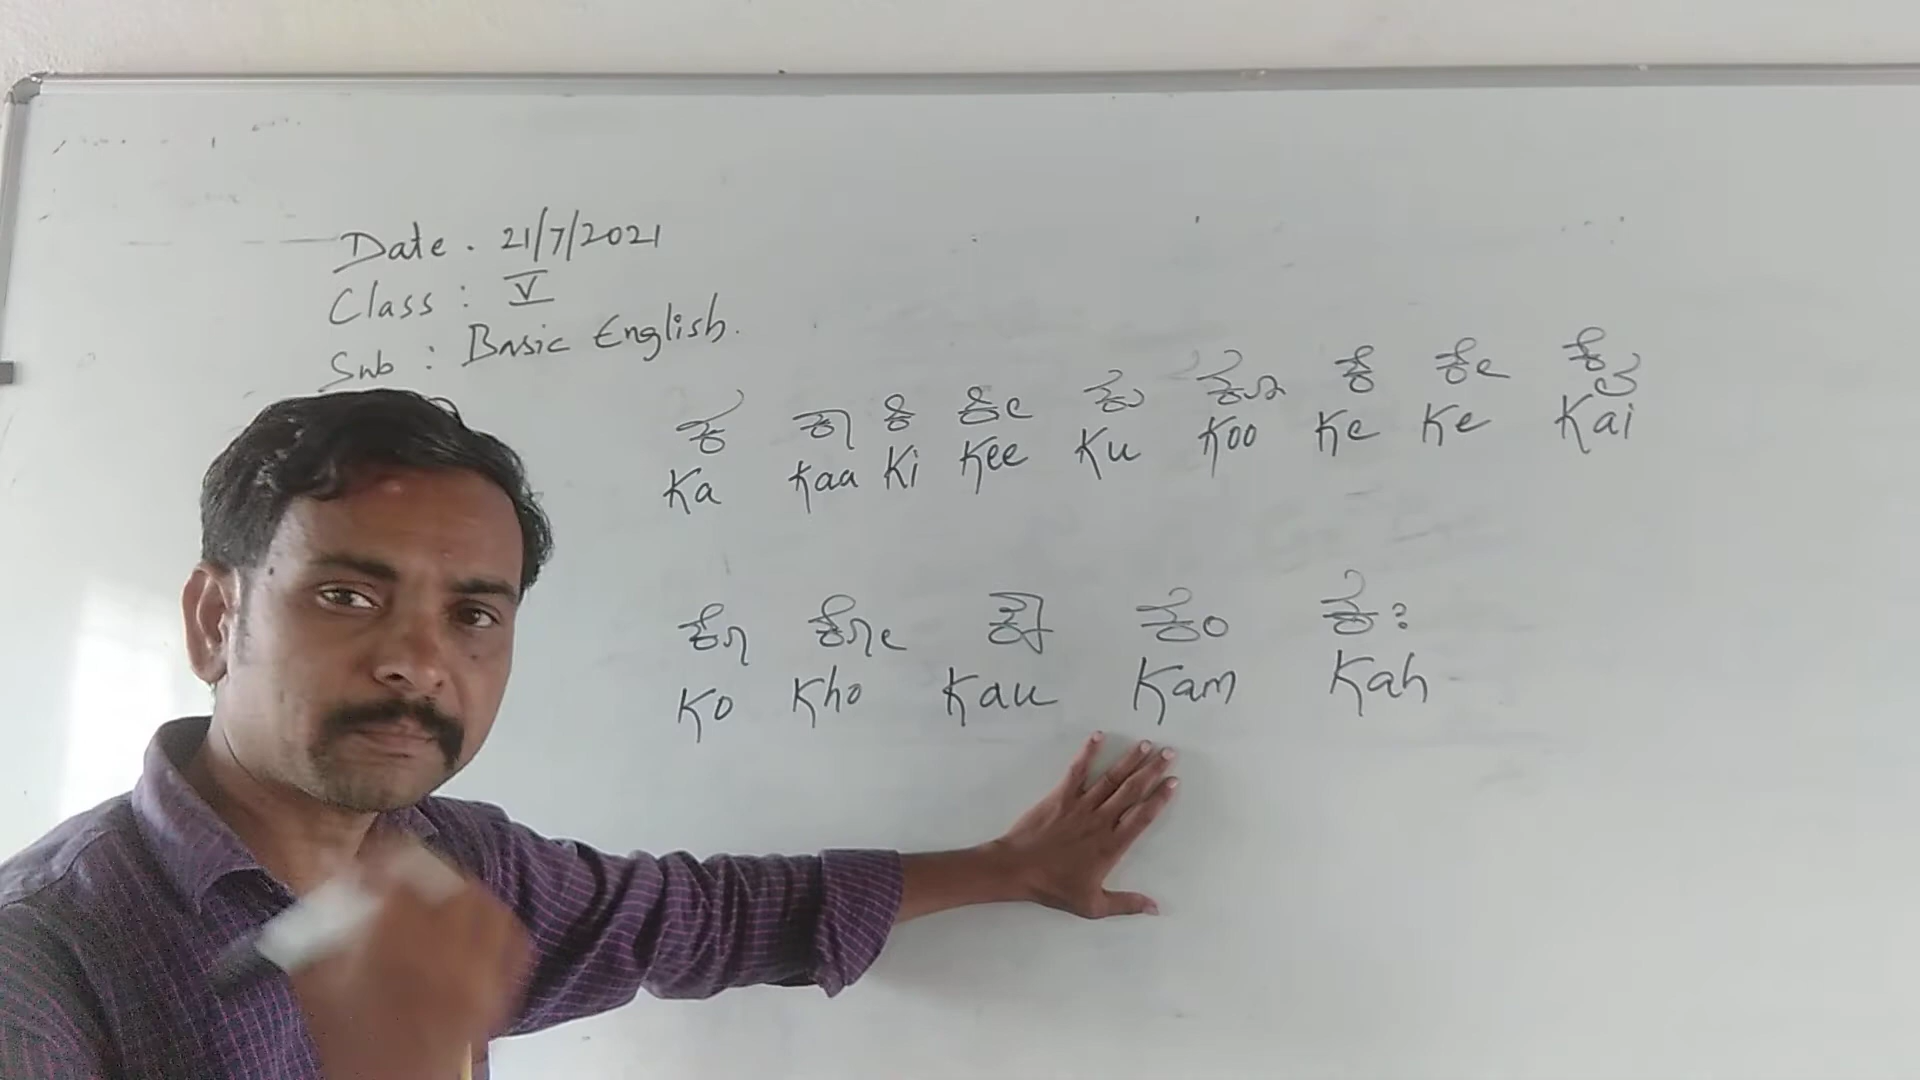 Date. 21/7/2021
Class: V
Sub: Basic English.
ಕ ಕಾ ಕಿ ಕೀ ಕು ಕೂ ಕೆ ಕೇ ಕೈ
Ka Kaa Ki Kee Ku Koo Ke Ke Kai
ಕೊ ಕೋ ಕೌ ಕಂ ಕಃ
Ko Kho Kau Kam Kah